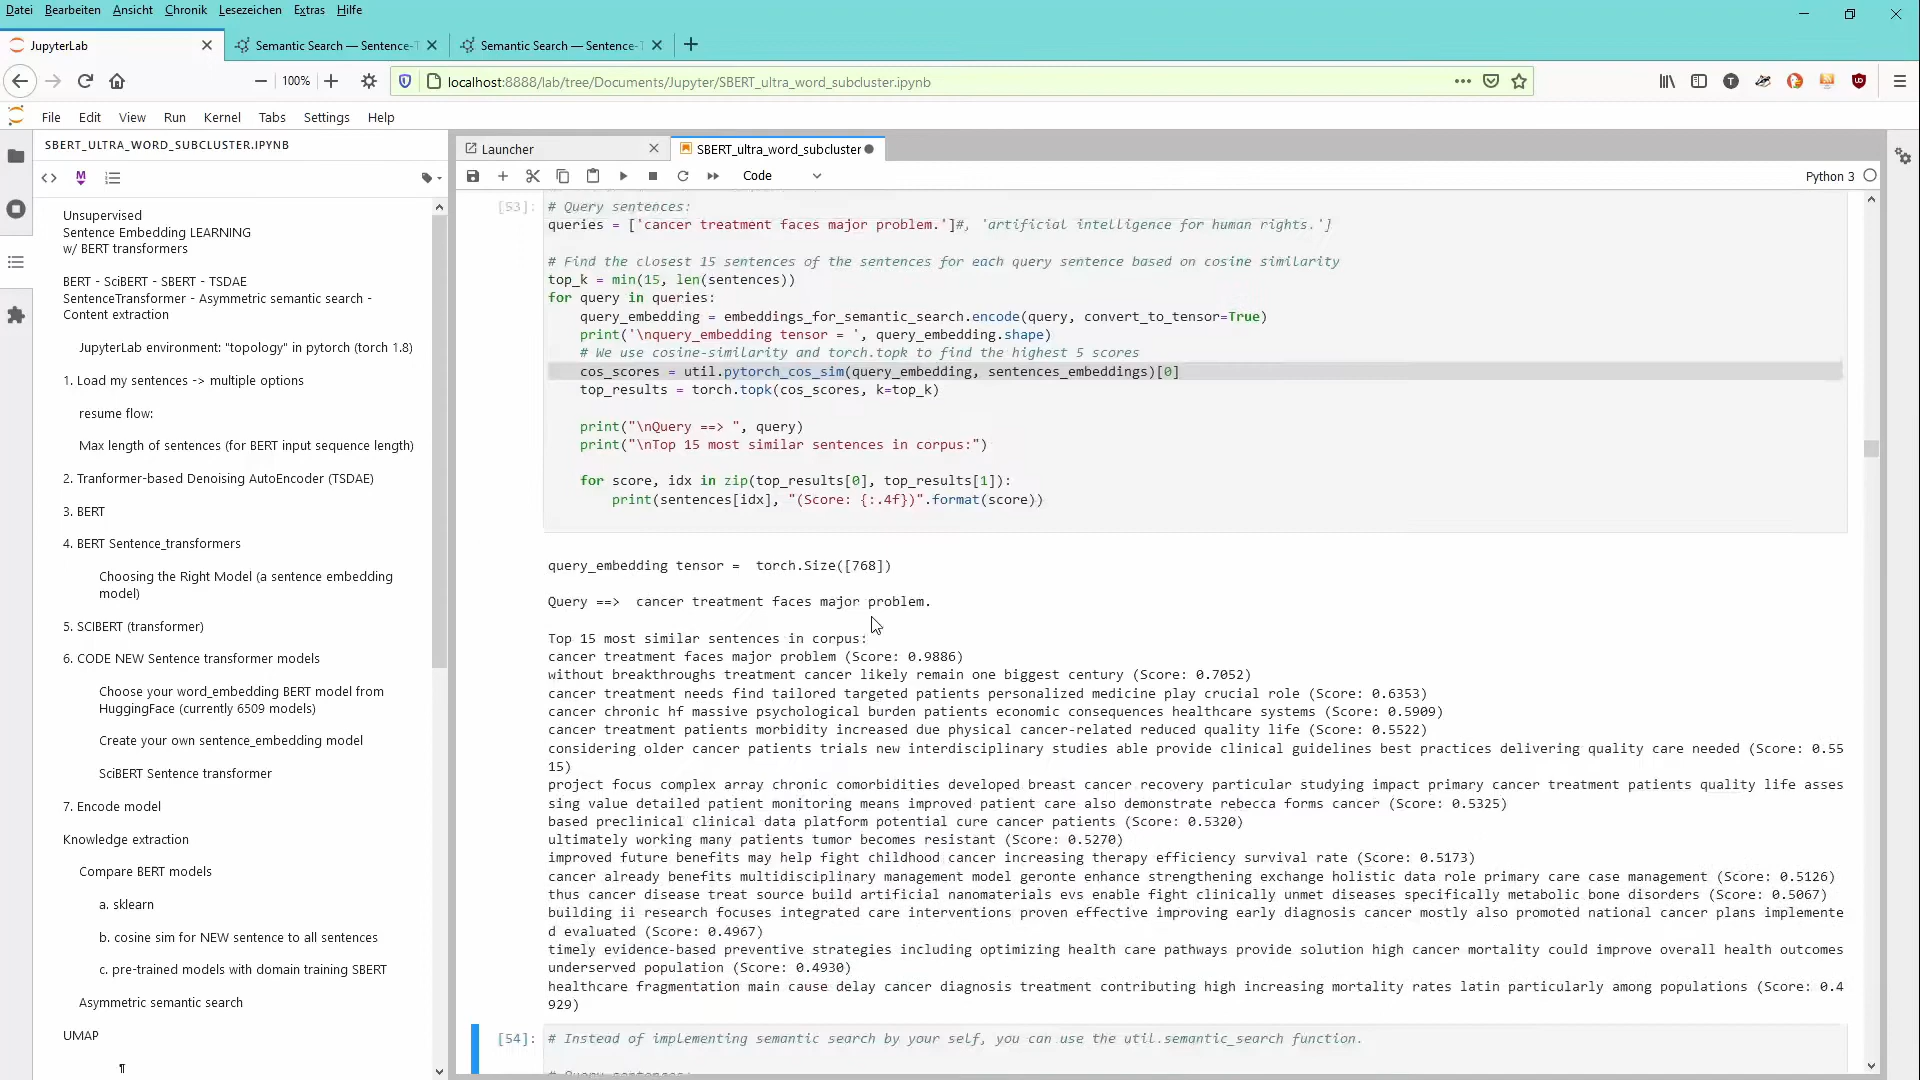 Datei Bearbeiten Ansicht Chronik Lesezeichen Extras Hilfe
JupyterLab
Semantic Search — Sentence-T
Semantic Search — Sentence-T
100%
localhost:8888/lab/tree/Documents/Jupyter/SBERT_ultra_word_subcluster.ipynb
File Edit View Run Kernel Tabs Settings Help
SBERT_ULTRA_WORD_SUBCLUSTER.IPYNB
Unsupervised
Sentence Embedding LEARNING
w/ BERT transformers
BERT - SciBERT - SBERT - TSDAE
SentenceTransformer - Asymmetric semantic search -
Content extraction
JupyterLab environment: "topology" in pytorch (torch 1.8)
1. Load my sentences -> multiple options
resume flow:
Max length of sentences (for BERT input sequence length)
2. Tranformer-based Denoising AutoEncoder (TSDAE)
3. BERT
4. BERT Sentence_transformers
Choosing the Right Model (a sentence embedding
model)
5. SCIBERT (transformer)
6. CODE NEW Sentence transformer models
Choose your word_embedding BERT model from
HuggingFace (currently 6509 models)
Create your own sentence_embedding model
SciBERT Sentence transformer
7. Encode model
Knowledge extraction
Compare BERT models
a. sklearn
b. cosine sim for NEW sentence to all sentences
c. pre-trained models with domain training SBERT
Asymmetric semantic search
UMAP
¶
Launcher
SBERT_ultra_word_subcluster
Code
Python 3
[53]:
# Query sentences:
queries = ['cancer treatment faces major problem.']#, 'artificial intelligence for human rights.']
# Find the closest 15 sentences of the sentences for each query sentence based on cosine similarity
top_k = min(15, len(sentences))
for query in queries:
query_embedding = embeddings_for_semantic_search.encode(query, convert_to_tensor=True)
print('\nquery_embedding tensor = ', query_embedding.shape)
# We use cosine-similarity and torch.topk to find the highest 5 scores
cos_scores = util.pytorch_cos_sim(query_embedding, sentences_embeddings)[0]
top_results = torch.topk(cos_scores, k=top_k)
print("\nQuery ==> ", query)
print("\nTop 15 most similar sentences in corpus:")
for score, idx in zip(top_results[0], top_results[1]):
print(sentences[idx], "(Score: {:.4f})".format(score))
query_embedding tensor =  torch.Size([768])
Query ==>  cancer treatment faces major problem.
Top 15 most similar sentences in corpus:
cancer treatment faces major problem (Score: 0.9886)
without breakthroughs treatment cancer likely remain one biggest century (Score: 0.7052)
cancer treatment needs find tailored targeted patients personalized medicine play crucial role (Score: 0.6353)
cancer chronic hf massive psychological burden patients economic consequences healthcare systems (Score: 0.5909)
cancer treatment patients morbidity increased due physical cancer-related reduced quality life (Score: 0.5522)
considering older cancer patients trials new interdisciplinary studies able provide clinical guidelines best practices delivering quality care needed (Score: 0.55
15)
project focus complex array chronic comorbidities developed breast cancer recovery particular studying impact primary cancer treatment patients quality life asses
sing value detailed patient monitoring means improved patient care also demonstrate rebecca forms cancer (Score: 0.5325)
based preclinical clinical data platform potential cure cancer patients (Score: 0.5320)
ultimately working many patients tumor becomes resistant (Score: 0.5270)
improved future benefits may help fight childhood cancer increasing therapy efficiency survival rate (Score: 0.5173)
cancer already benefits multidisciplinary management model geronte enhance strengthening exchange holistic data role primary care case management (Score: 0.5126)
thus cancer disease treat source build artificial nanomaterials evs enable fight clinically unmet diseases specifically metabolic bone disorders (Score: 0.5067)
building ii research focuses integrated care interventions proven effective improving early diagnosis cancer mostly also promoted national cancer plans implemente
d evaluated (Score: 0.4967)
timely evidence-based preventive strategies including optimizing health care pathways provide solution high cancer mortality could improve overall health outcomes
underserved population (Score: 0.4930)
healthcare fragmentation main cause delay cancer diagnosis treatment contributing high increasing mortality rates latin particularly among populations (Score: 0.4
929)
[54]:
# Instead of implementing semantic search by your self, you can use the util.semantic_search function.